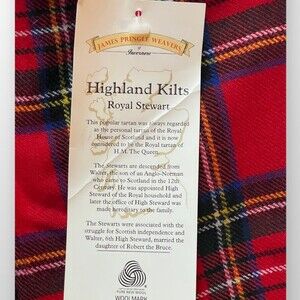 JAMES PRINGLE WEAVERS
of
Inverness
Highland Kilts
Royal Stewart
This popular tartan was always regarded
as the personal tartan of the Royal
House of Scotland and it is now
considered to be the Royal tartan of
H.M. The Queen.
The Stewarts are descended from
Walter, the son of an Anglo-Norman
who came to Scotland in the 12th
Century. He was appointed High
Steward of the Royal household and
later the office of High Steward was
made hereditary to the family.
The Stewarts were associated with the
struggle for Scottish independence and
Walter, 6th High Steward, married the
daughter of Robert the Bruce.
PURE NEW WOOL
WOOLMARK